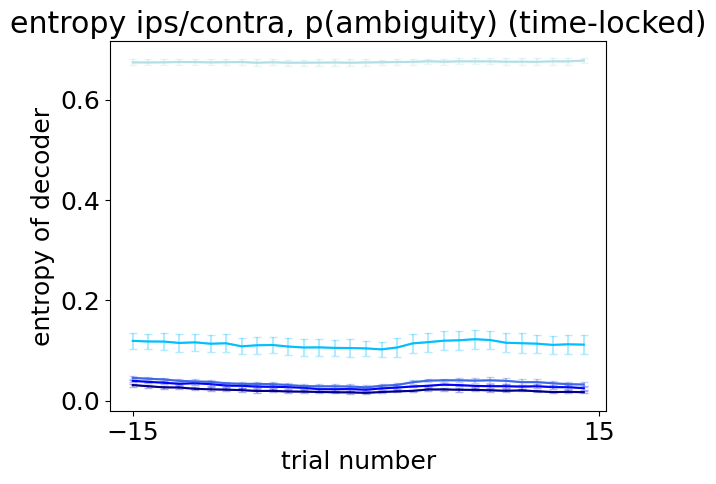 entropy ips/contra, p(ambiguity) (time-locked)
entropy of decoder
0.6
0.4
0.2
0.0
−15
15
trial number